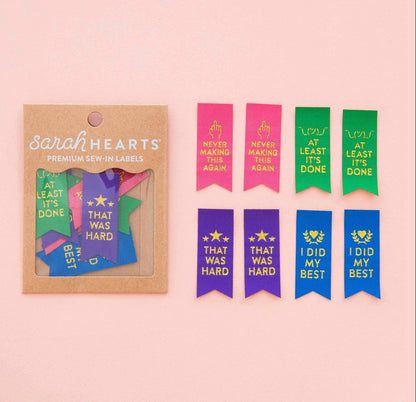 sarah HEARTS®
PREMIUM SEW-IN LABELS
AT
LEAST
IT'S
DONE
THAT
WAS
HARD
BEST
NEVER
MAKING
THIS
AGAIN
NEVER
MAKING
THIS
AGAIN
¯\_(ツ)_/¯
AT
LEAST
IT'S
DONE
¯\_(ツ)_/¯
AT
LEAST
IT'S
DONE
THAT
WAS
HARD
THAT
WAS
HARD
I DID
MY
BEST
I DID
MY
BEST